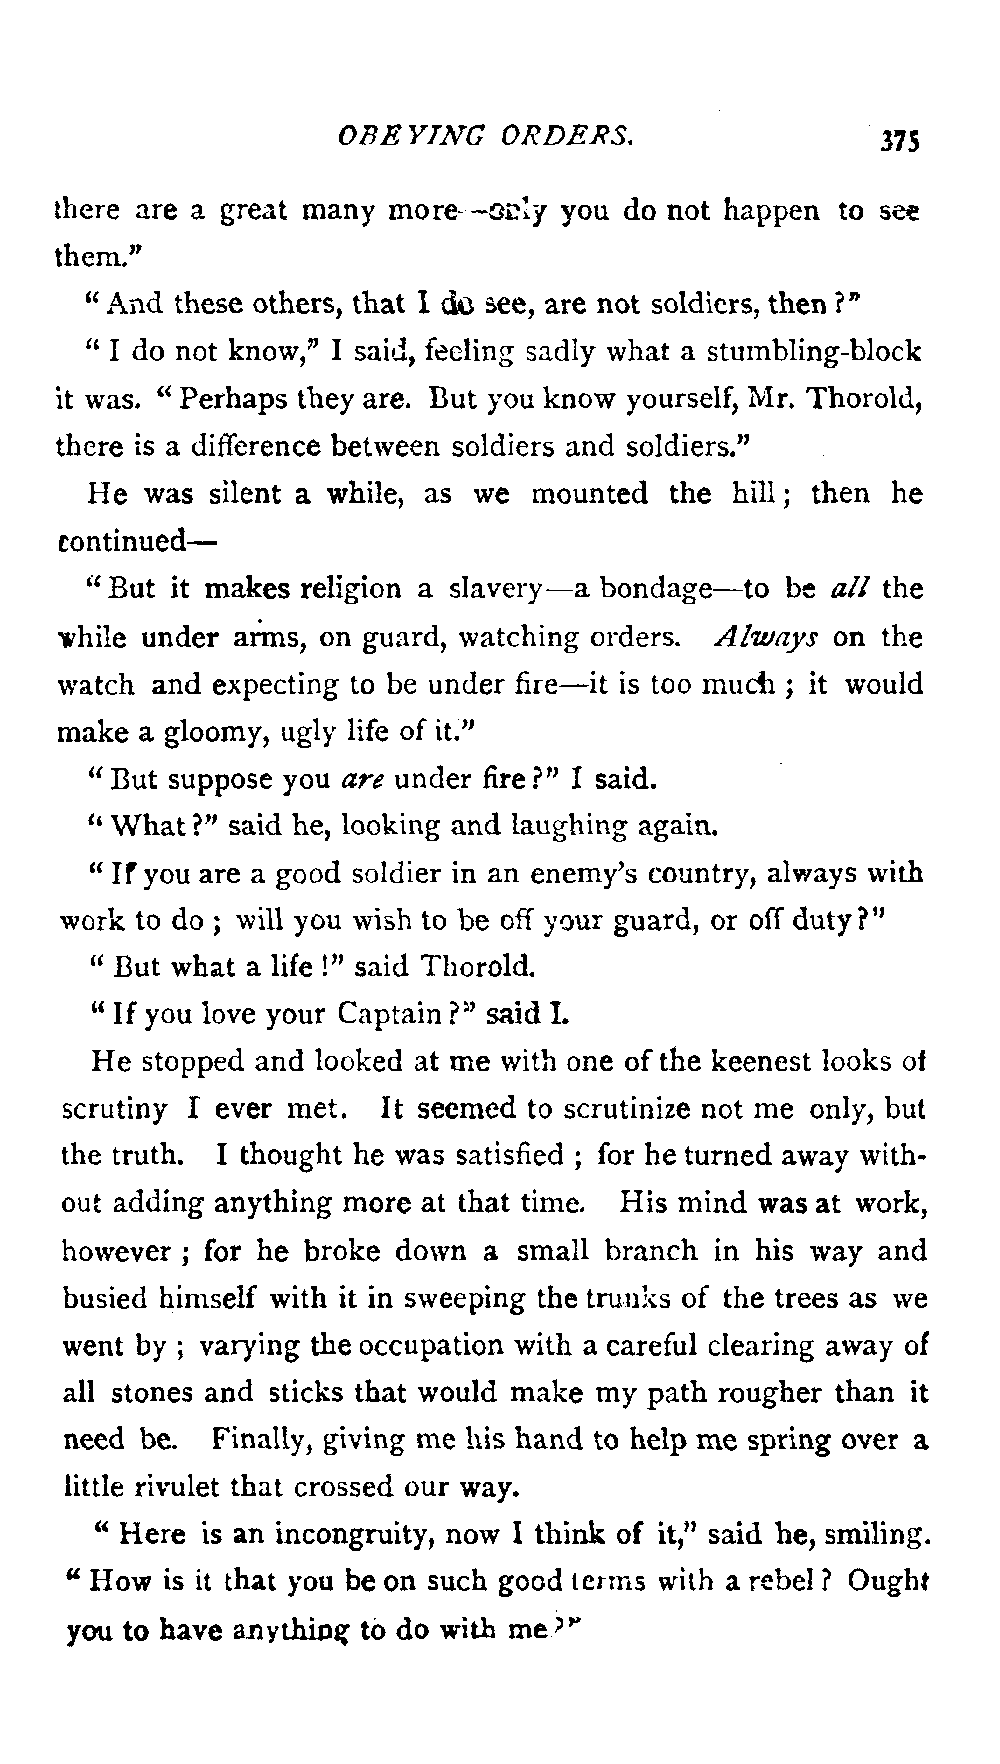 OBEYING ORDERS. 375
there are a great many more—only you do not happen to see
them."
"And these others, that I do see, are not soldiers, then?"
"I do not know," I said, feeling sadly what a stumbling-block
it was. "Perhaps they are. But you know yourself, Mr. Thorold,
there is a difference between soldiers and soldiers."
He was silent a while, as we mounted the hill; then he
continued—
"But it makes religion a slavery—a bondage—to be all the
while under arms, on guard, watching orders. Always on the
watch and expecting to be under fire—it is too much; it would
make a gloomy, ugly life of it."
"But suppose you are under fire?" I said.
"What?" said he, looking and laughing again.
"If you are a good soldier in an enemy's country, always with
work to do; will you wish to be off your guard, or off duty?"
"But what a life!" said Thorold.
"If you love your Captain?" said I.
He stopped and looked at me with one of the keenest looks of
scrutiny I ever met. It seemed to scrutinize not me only, but
the truth. I thought he was satisfied; for he turned away with-
out adding anything more at that time. His mind was at work,
however; for he broke down a small branch in his way and
busied himself with it in sweeping the trunks of the trees as we
went by; varying the occupation with a careful clearing away of
all stones and sticks that would make my path rougher than it
need be. Finally, giving me his hand to help me spring over a
little rivulet that crossed our way.
"Here is an incongruity, now I think of it," said he, smiling.
"How is it that you be on such good terms with a rebel? Ought
you to have anything to do with me?"